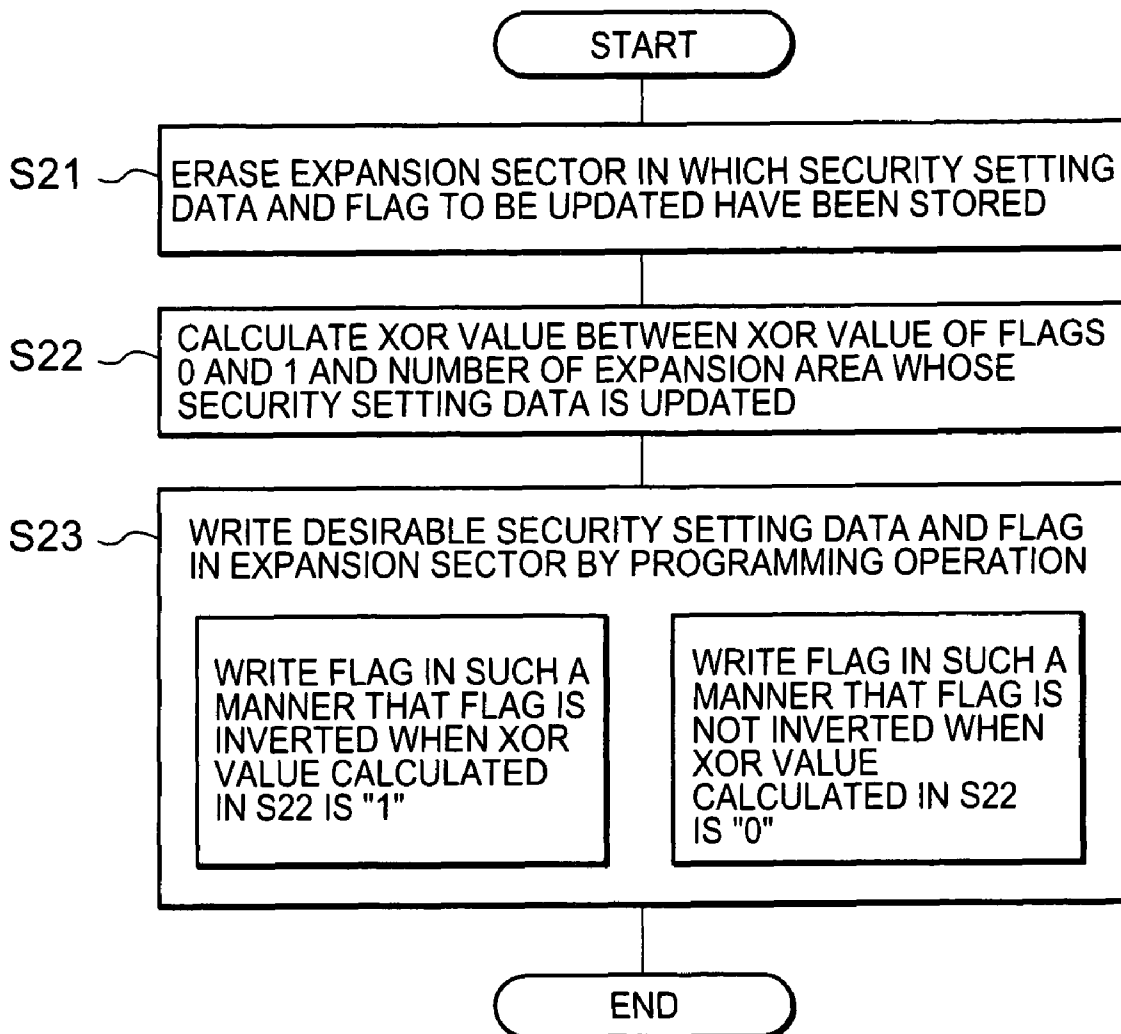 START
S21
ERASE EXPANSION SECTOR IN WHICH SECURITY SETTING
DATA AND FLAG TO BE UPDATED HAVE BEEN STORED
S22
CALCULATE XOR VALUE BETWEEN XOR VALUE OF FLAGS
0 AND 1 AND NUMBER OF EXPANSION AREA WHOSE
SECURITY SETTING DATA IS UPDATED
S23
WRITE DESIRABLE SECURITY SETTING DATA AND FLAG
IN EXPANSION SECTOR BY PROGRAMMING OPERATION
WRITE FLAG IN SUCH A
MANNER THAT FLAG IS
INVERTED WHEN XOR
VALUE CALCULATED
IN S22 IS "1"
WRITE FLAG IN SUCH A
MANNER THAT FLAG IS
NOT INVERTED WHEN
XOR VALUE
CALCULATED IN S22
IS "0"
END